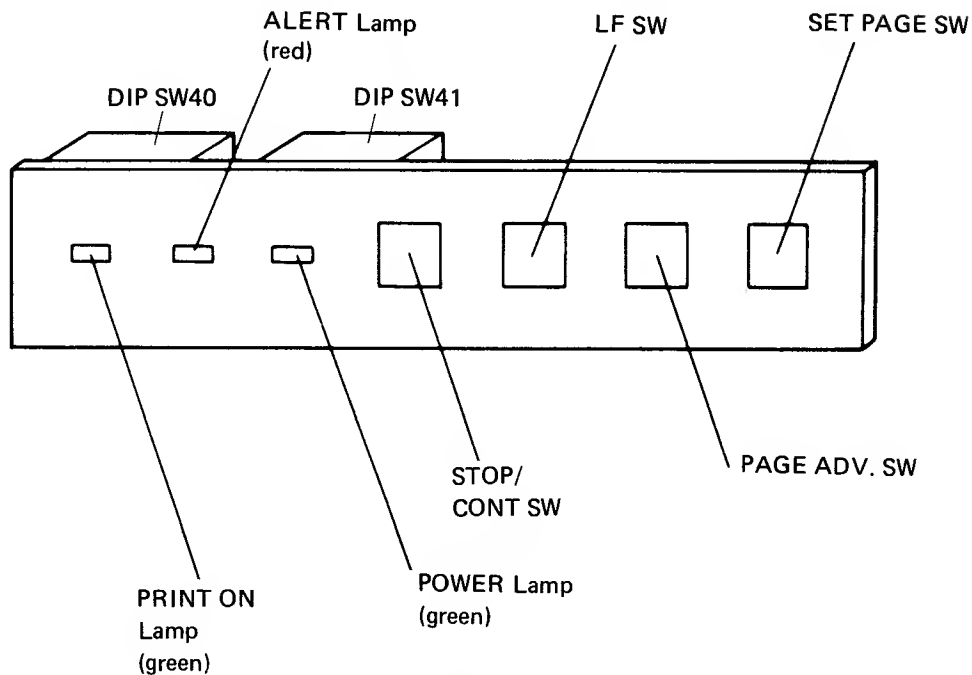 ALERT Lamp
(red)
LF SW
SET PAGE SW
DIP SW40
DIP SW41
STOP/
CONT SW
PAGE ADV. SW
POWER Lamp
(green)
PRINT ON
Lamp
(green)